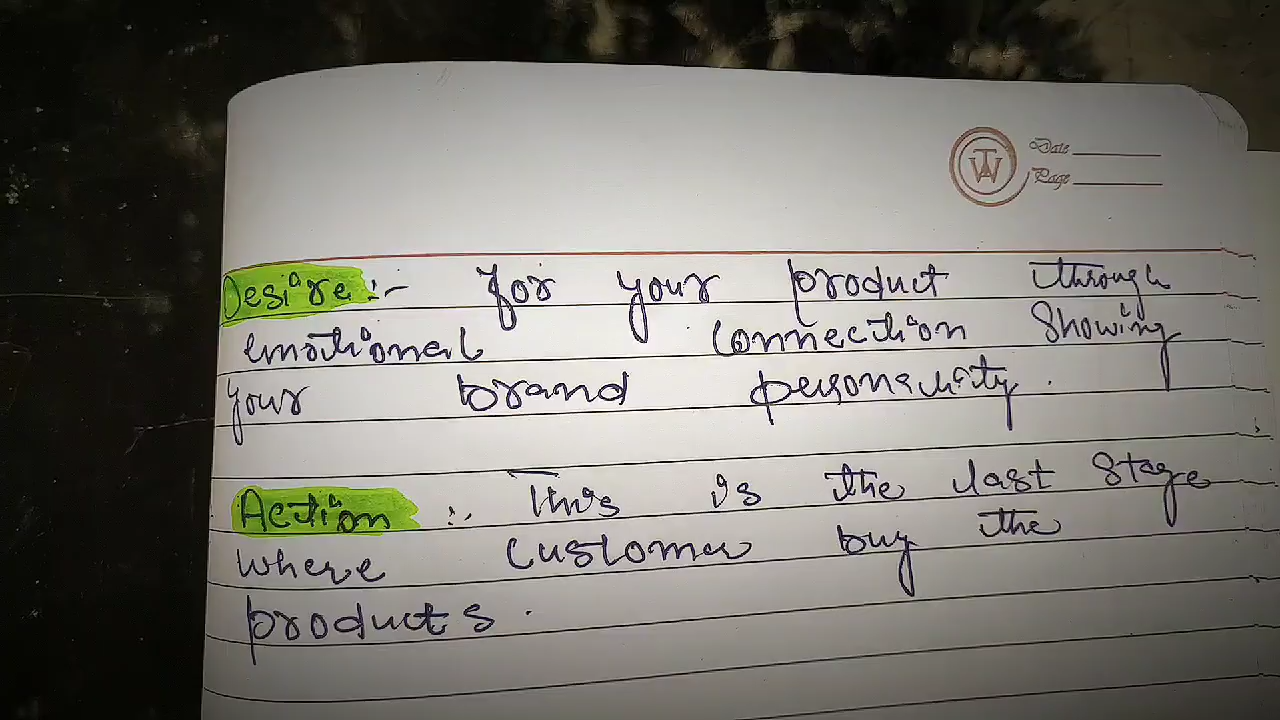 Date
Page
Desire :- for your product through
emotional connection showing
your brand personality.
Action :- This is the last stage
where customer buy the
products.